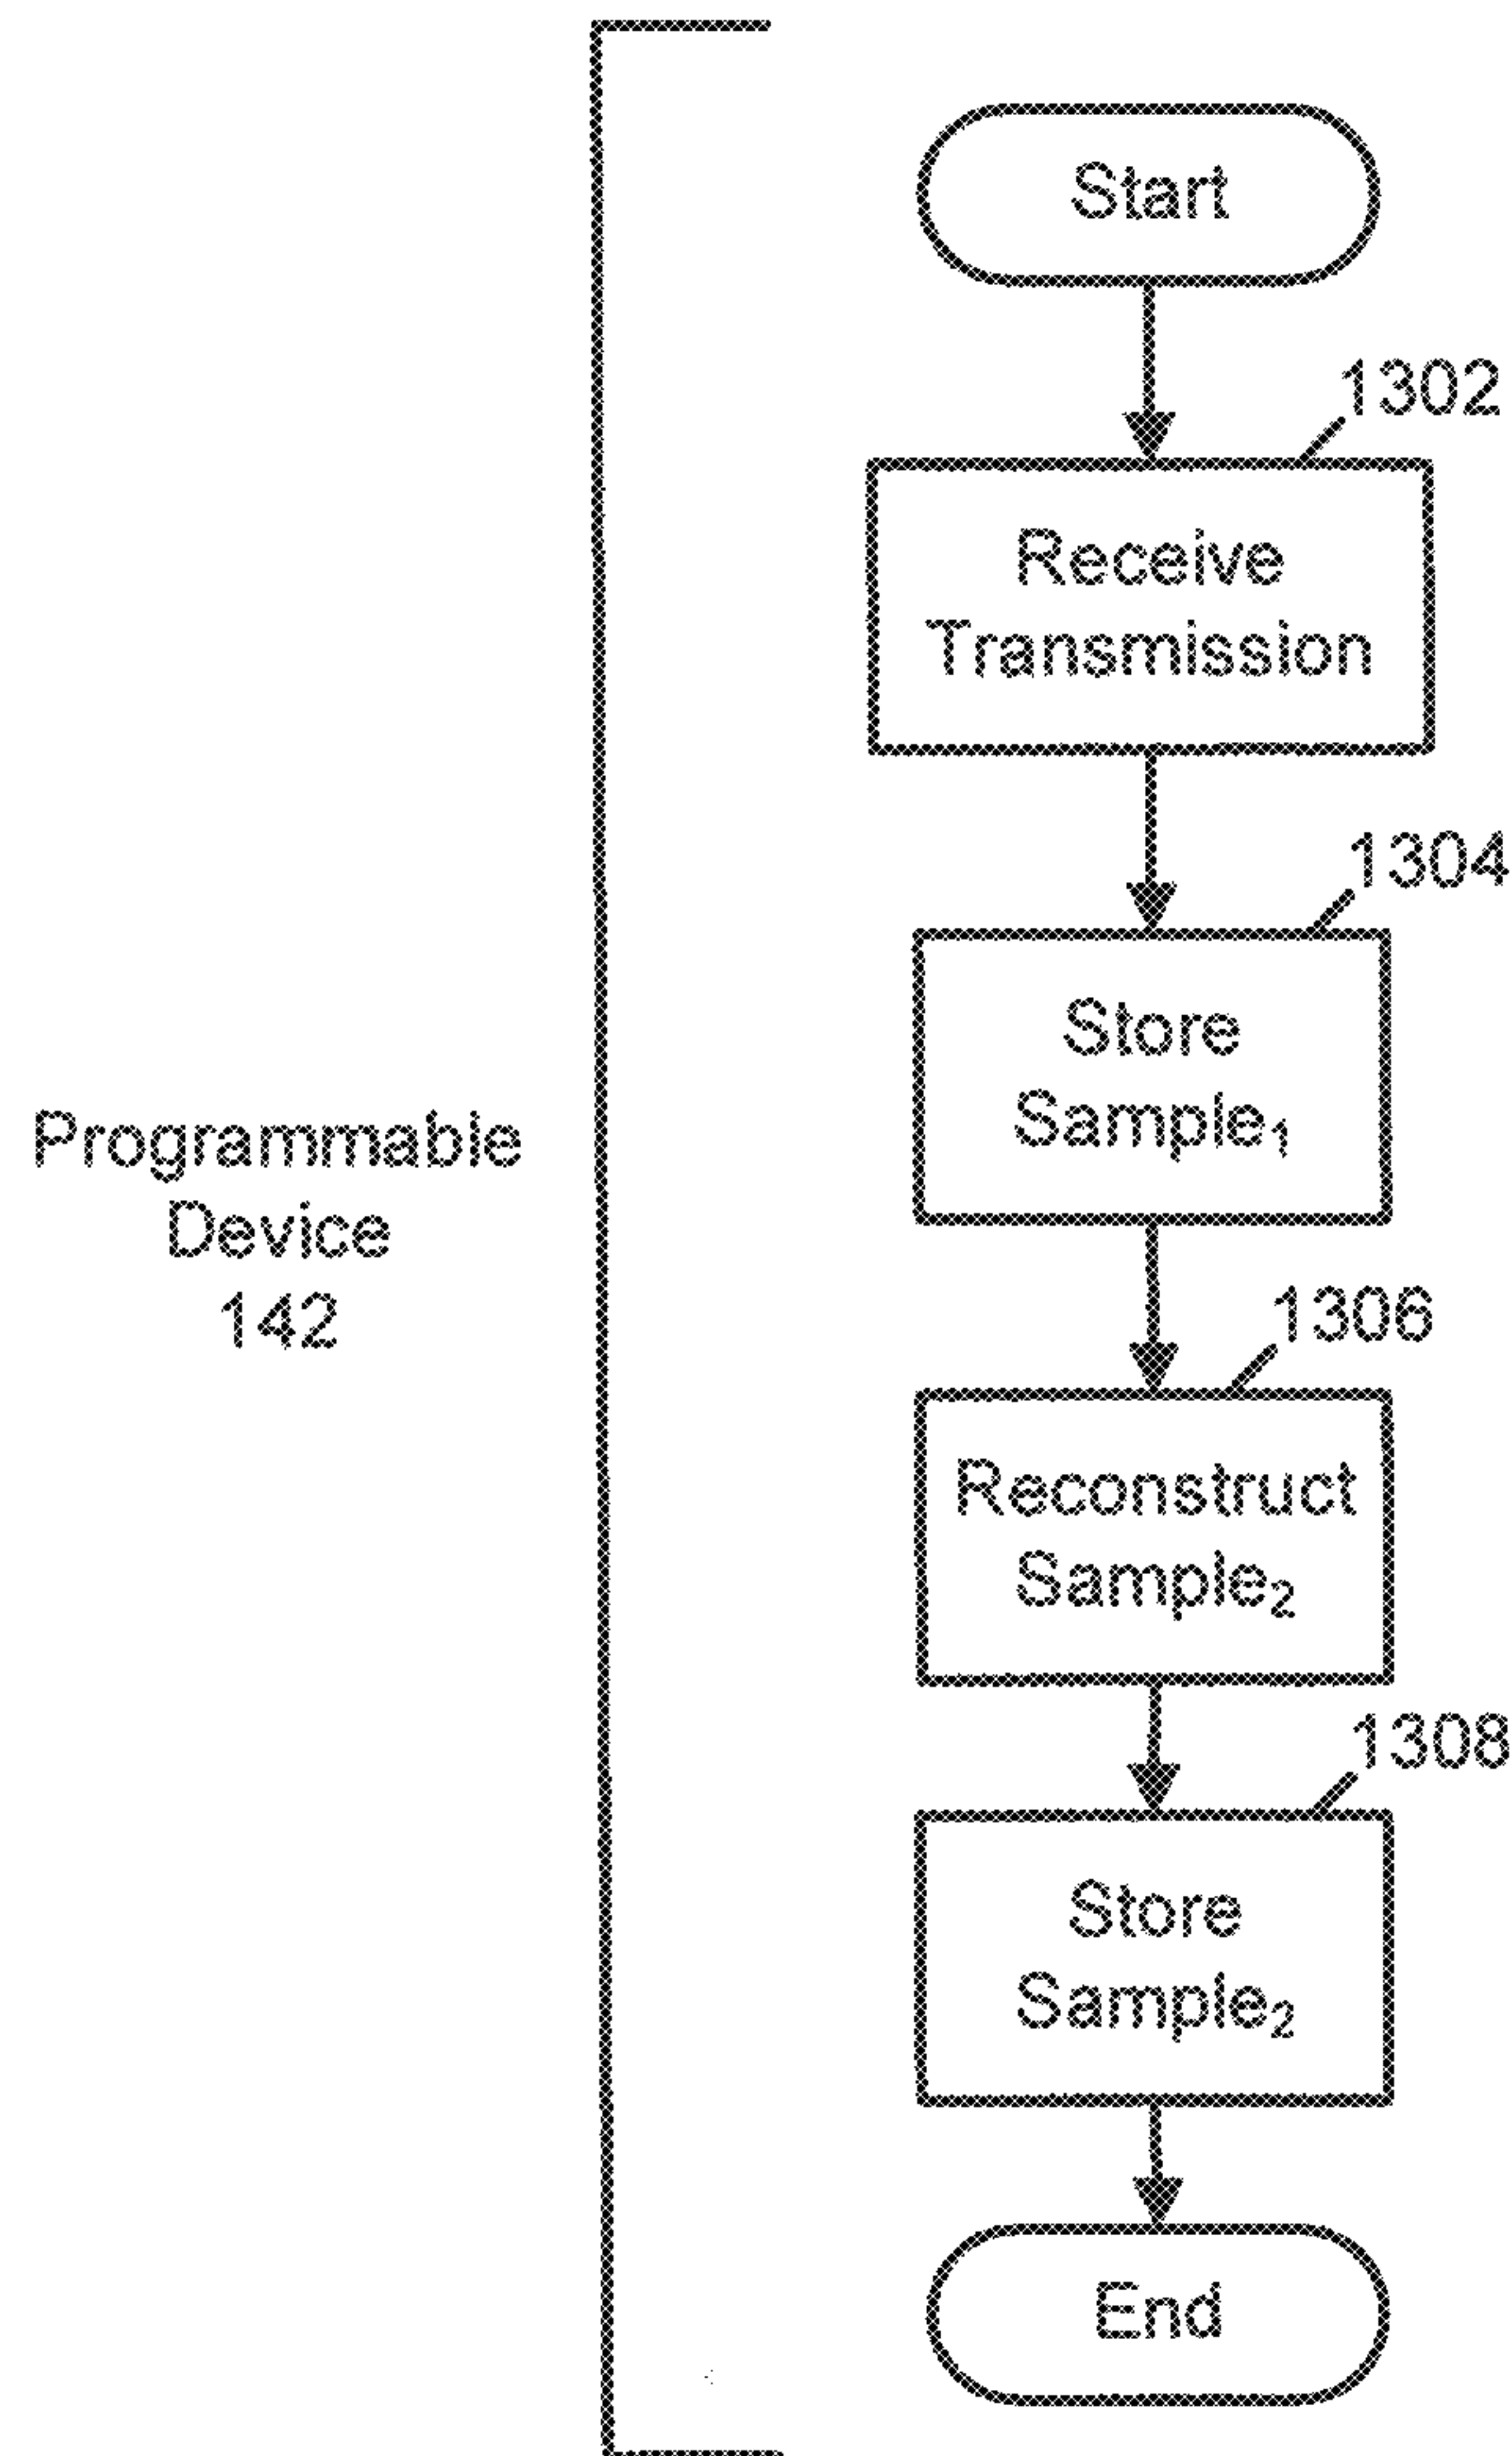 Start
1302
Receive
Transmission
1304
Store
Sample₁
Programmable
Device
142
1306
Reconstruct
Sample₂
1308
Store
Sample₂
End